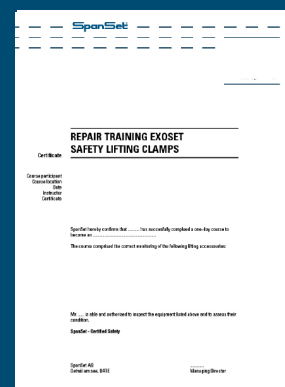 SpanSet
REPAIR TRAINING EXOSET
SAFETY LIFTING CLAMPS
Certificate
Course participant
Course location
Date
Instructor
Certificate
SpanSet hereby confirms that ........ has succesfully completed a one-day course to
become an ........................................
The course comprised the correct monitoring of the following lifting accessories:
Mr. .... is able and authorized to inspect the equipment listed above and to assess their
condition.
SpanSet - Certified Safety
SpanSet AG
DATE
Managing Director